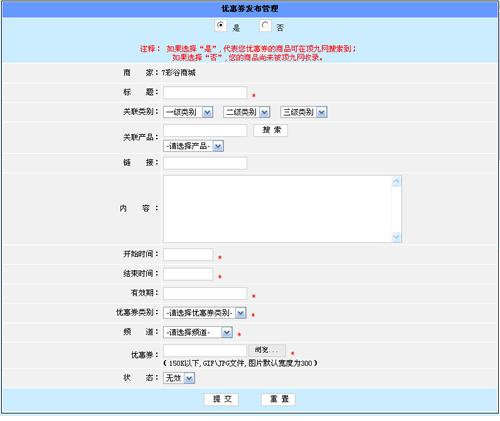 优惠券发布管理
是 否
注释： 如果选择“是”,代表您优惠券的商品可在顶九网搜索到；
如果选择“否”,您的商品尚未被顶九网收录。
商 家：7彩谷商城
标 题： *
关联类别： 一级类别 二级类别 三级类别
关联产品： 搜 索
-请选择产品-
链 接：
内 容：
开始时间： *
结束时间： *
有效期： *
优惠券类别： -请选择优惠券类别- *
频 道： -请选择频道- *
优惠券： 浏览... *
( 150K以下,GIF\JPG文件,图片默认宽度为300 )
状 态： 无效
提 交 重 置